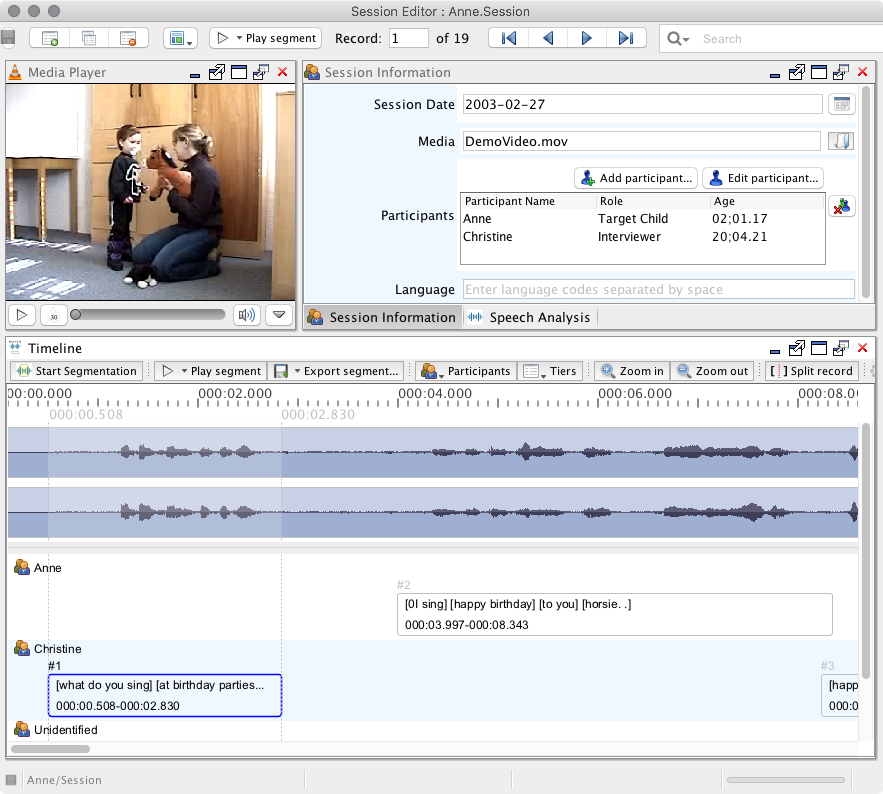 Session Editor : Anne.Session
Play segment
Record: 1 of 19
Search
Media Player
30
Session Information
Session Date 2003-02-27
Media DemoVideo.mov
Add participant... Edit participant...
Participants
Participant Name Role Age
Anne Target Child 02;01.17
Christine Interviewer 20;04.21
Language Enter language codes separated by space
Session Information Speech Analysis
Timeline
Start Segmentation Play segment Export segment... Participants Tiers Zoom in Zoom out [ ] Split record
00:00.000 000:02.000 000:04.000 000:06.000 000:08.0
000:00.508 000:02.830
Anne
#2
[0I sing] [happy birthday] [to you] [horsie. .]
000:03.997-000:08.343
Christine
#1 #3
[what do you sing] [at birthday parties... [happ
000:00.508-000:02.830 000:0
Unidentified
Anne/Session